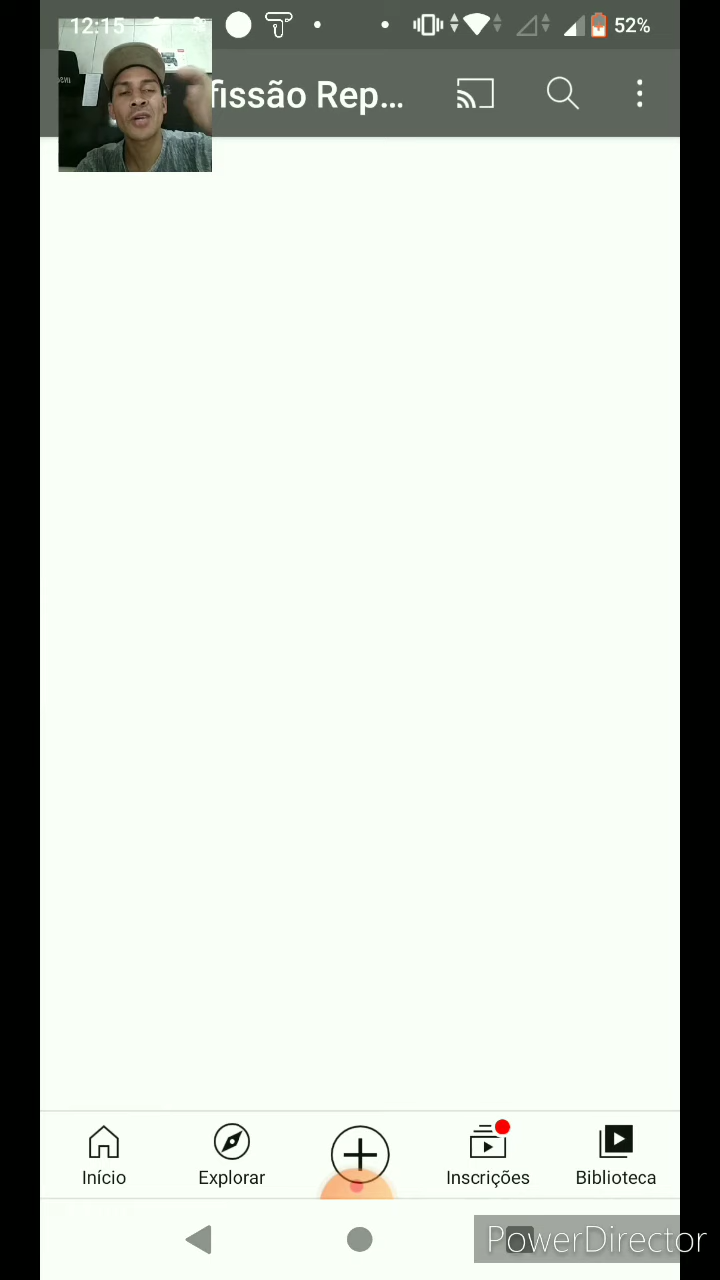 12:15 52%
fissão Rep...
Início Explorar Inscrições Biblioteca
PowerDirector